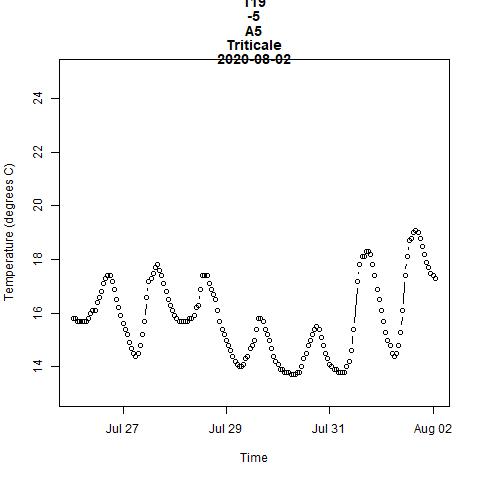 T19
-5
A5
Triticale
2020-08-02
Temperature (degrees C)
24
22
20
18
16
14
Jul 27
Jul 29
Jul 31
Aug 02
Time